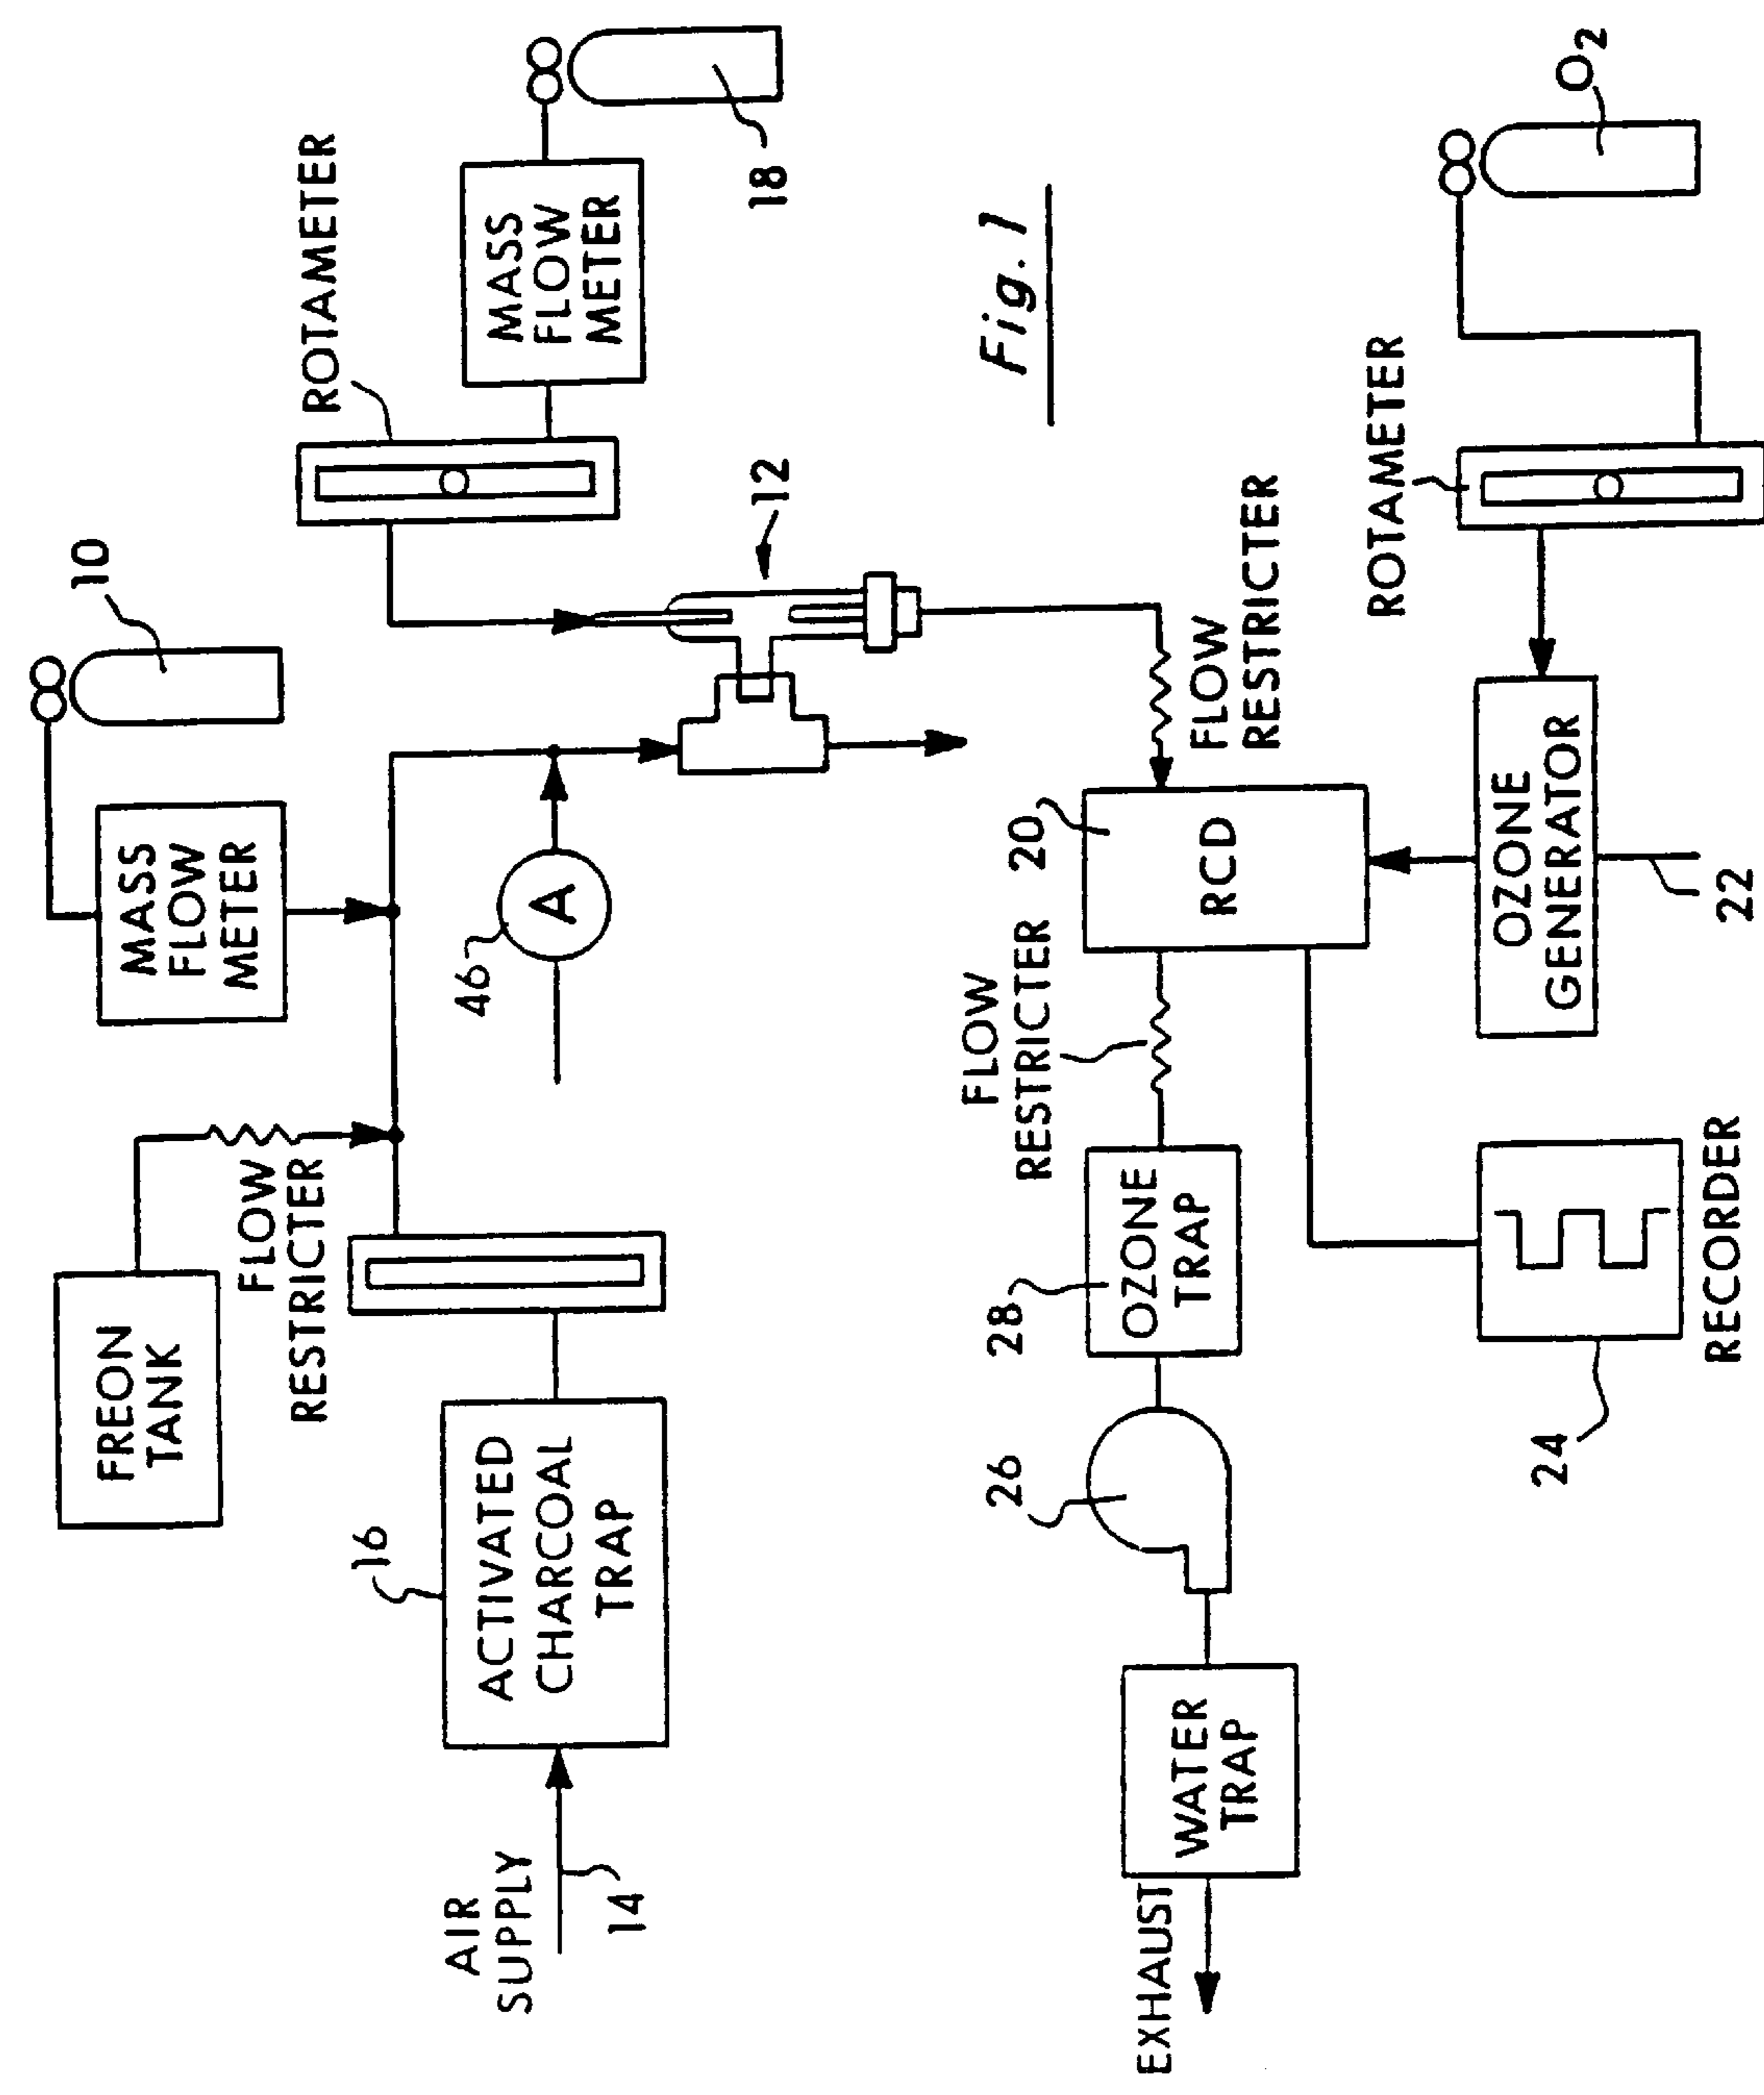 FREON
TANK
FLOW
RESTRICTER
MASS
FLOW
METER
10
ROTAMETER
MASS
FLOW
METER
18
16
ACTIVATED
CHARCOAL
TRAP
AIR
SUPPLY
14
46
A
12
Fig. 1
EXHAUST
WATER
TRAP
26
28
OZONE
TRAP
FLOW
RESTRICTER
20
RCD
FLOW
RESTRICTER
24
RECORDER
OZONE
GENERATOR
22
ROTAMETER
O2